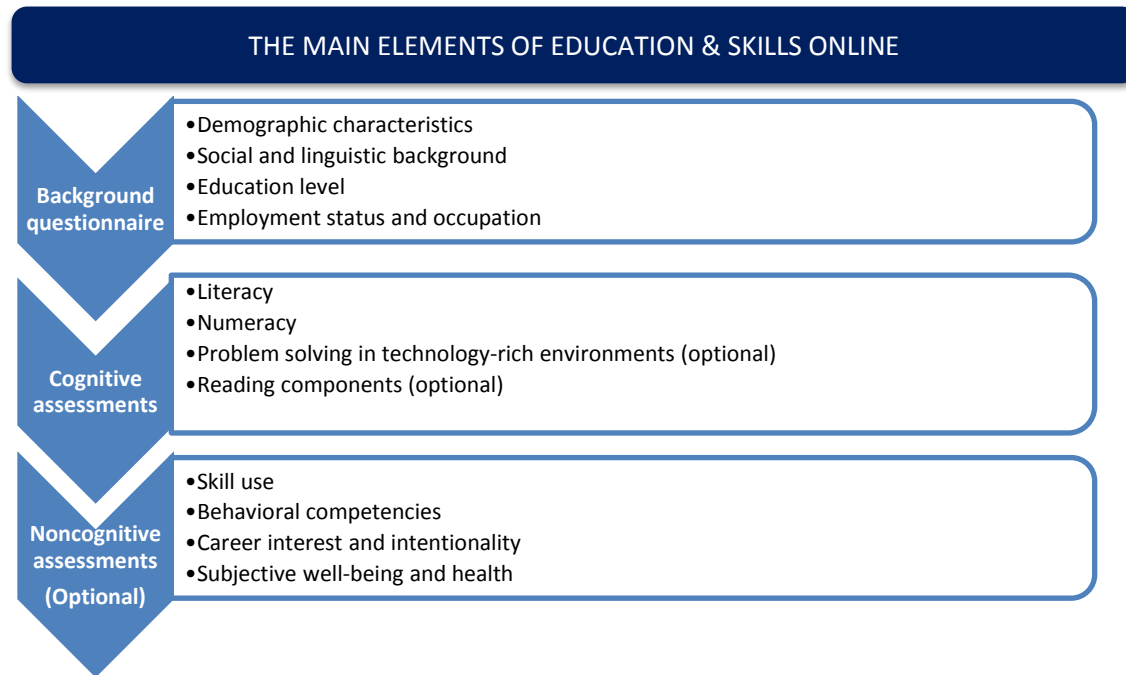 THE MAIN ELEMENTS OF EDUCATION & SKILLS ONLINE
Background
questionnaire
•Demographic characteristics
•Social and linguistic background
•Education level
•Employment status and occupation
Cognitive
assessments
•Literacy
•Numeracy
•Problem solving in technology-rich environments (optional)
•Reading components (optional)
Noncognitive
assessments
(Optional)
•Skill use
•Behavioral competencies
•Career interest and intentionality
•Subjective well-being and health